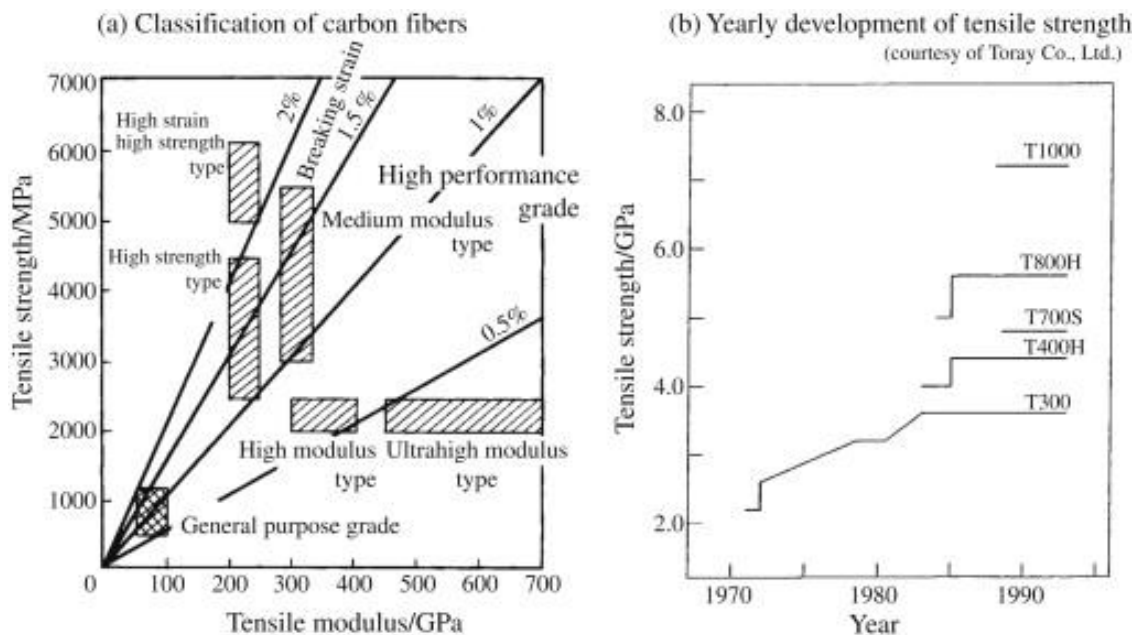 (a) Classification of carbon fibers
7000
6000
5000
4000
3000
2000
1000
0
Tensile strength/MPa
High strain
high strength
type
High strength
type
2%
Breaking strain
1.5 %
1%
High performance
grade
Medium modulus
type
0.5%
High modulus
type
Ultrahigh modulus
type
General purpose grade
100 200 300 400 500 600 700
Tensile modulus/GPa
(b) Yearly development of tensile strength
(courtesy of Toray Co., Ltd.)
8.0
6.0
4.0
2.0
Tensile strength/GPa
T1000
T800H
T700S
T400H
T300
1970 1980 1990
Year